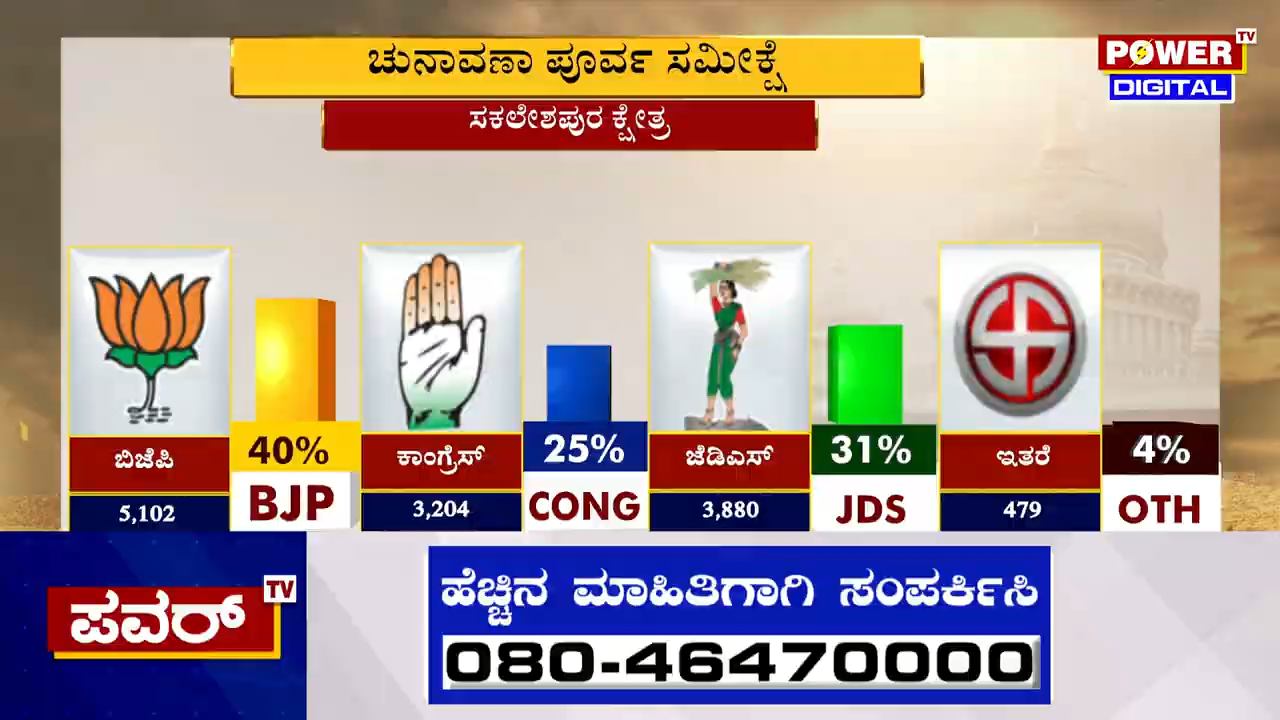 ಚುನಾವಣಾ ಪೂರ್ವ ಸಮೀಕ್ಷೆ
ಸಕಲೇಶಪುರ ಕ್ಷೇತ್ರ
POWER TV
DIGITAL
ಬಿಜೆಪಿ
5,102
40%
BJP
ಕಾಂಗ್ರೆಸ್
3,204
25%
CONG
ಜೆಡಿಎಸ್
3,880
31%
JDS
ಇತರೆ
479
4%
OTH
ಪವರ್ TV
ಹೆಚ್ಚಿನ ಮಾಹಿತಿಗಾಗಿ ಸಂಪರ್ಕಿಸಿ
080-46470000